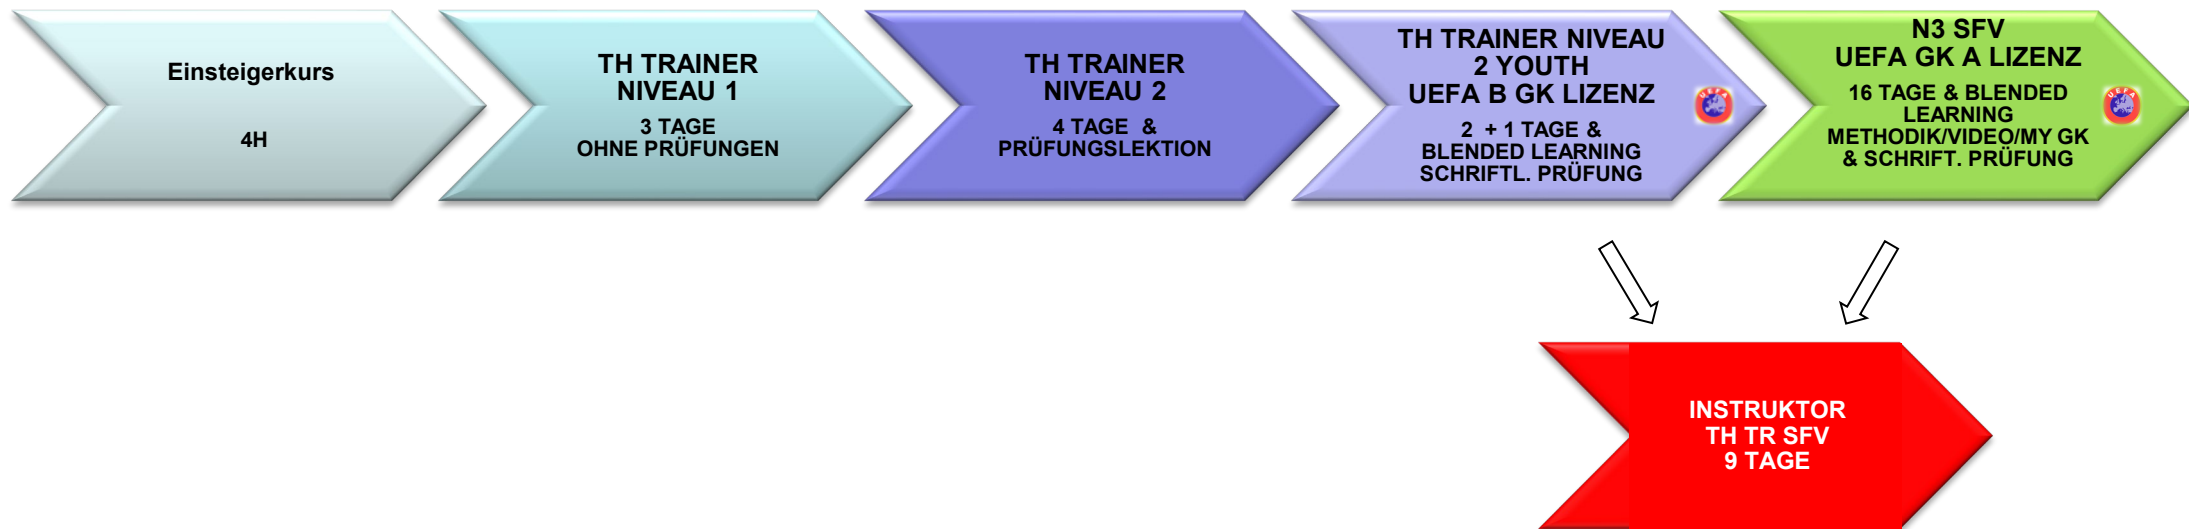 Einsteigerkurs
4H
TH TRAINER
NIVEAU 1
3 TAGE
OHNE PRÜFUNGEN
TH TRAINER
NIVEAU 2
4 TAGE &
PRÜFUNGSLEKTION
TH TRAINER NIVEAU
2 YOUTH
UEFA B GK LIZENZ
2 + 1 TAGE &
BLENDED LEARNING
SCHRIFTL. PRÜFUNG
UEFA
N3 SFV
UEFA GK A LIZENZ
16 TAGE & BLENDED
LEARNING
METHODIK/VIDEO/MY GK
& SCHRIFT. PRÜFUNG
UEFA
INSTRUKTOR
TH TR SFV
9 TAGE